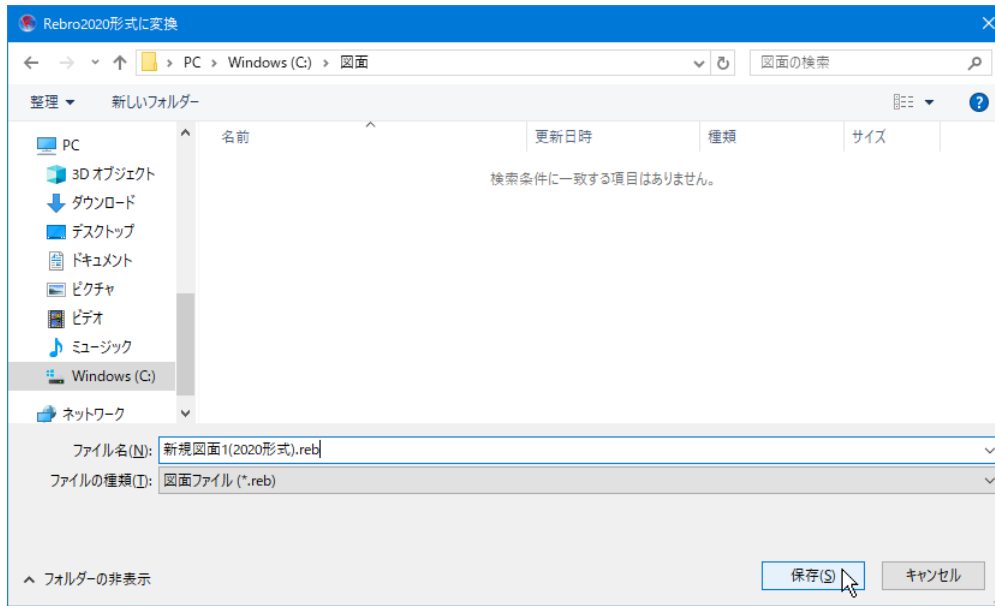 Rebro2020形式に変換
PC › Windows (C:) › 図面
図面の検索
整理 ▼ 新しいフォルダー
名前 更新日時 種類 サイズ
検索条件に一致する項目はありません。
PC
3D オブジェクト
ダウンロード
デスクトップ
ドキュメント
ピクチャ
ビデオ
ミュージック
Windows (C:)
ネットワーク
ファイル名(N): 新規図面1(2020形式).reb
ファイルの種類(T): 図面ファイル (*.reb)
フォルダーの非表示
保存(S) キャンセル